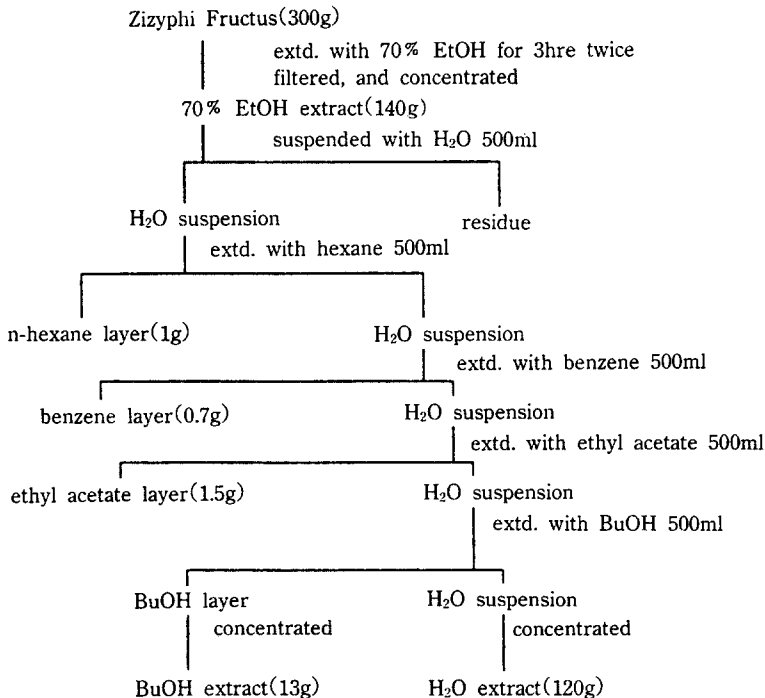 Zizyphi Fructus(300g)
extd. with 70% EtOH for 3hre twice
filtered, and concentrated
70% EtOH extract(140g)
suspended with H₂O 500ml
H₂O suspension
residue
extd. with hexane 500ml
n-hexane layer(1g)
H₂O suspension
extd. with benzene 500ml
benzene layer(0.7g)
H₂O suspension
extd. with ethyl acetate 500ml
ethyl acetate layer(1.5g)
H₂O suspension
extd. with BuOH 500ml
BuOH layer
H₂O suspension
concentrated
concentrated
BuOH extract(13g)
H₂O extract(120g)